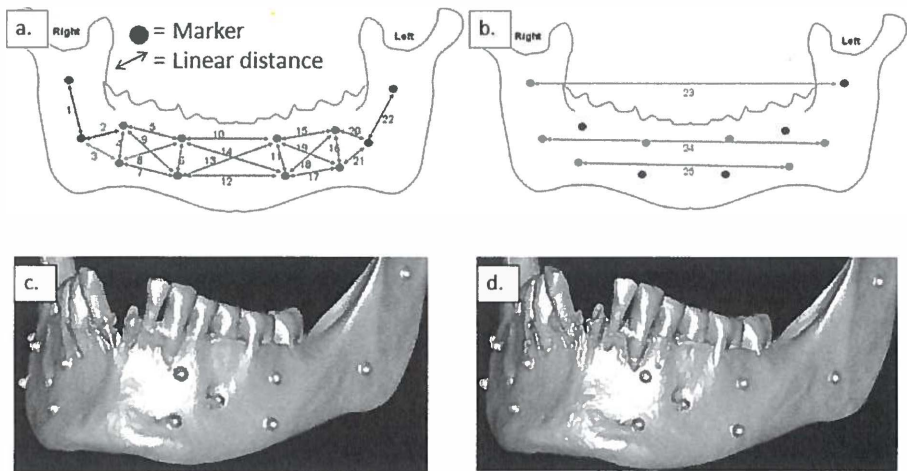 a.
Right
= Marker
Left
= Linear distance
1
2
3
4
5
6
7
8
9
10
11
12
13
14
15
16
17
18
19
20
21
22
b.
Right
Left
23
24
25
c.
d.